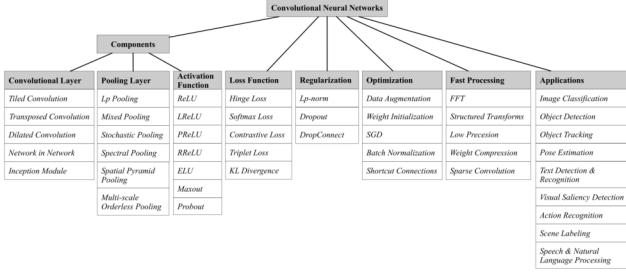 Convolutional Neural Networks
Components
Convolutional Layer
Tiled Convolution
Transposed Convolution
Dilated Convolution
Network in Network
Inception Module
Pooling Layer
Lp Pooling
Mixed Pooling
Stochastic Pooling
Spectral Pooling
Spatial Pyramid
Pooling
Multi-scale
Orderless Pooling
Activation
Function
ReLU
LReLU
PReLU
RReLU
ELU
Maxout
Probout
Loss Function
Hinge Loss
Softmax Loss
Contrastive Loss
Triplet Loss
KL Divergence
Regularization
Lp-norm
Dropout
DropConnect
Optimization
Data Augmentation
Weight Initialization
SGD
Batch Normalization
Shortcut Connections
Fast Processing
FFT
Structured Transforms
Low Precesion
Weight Compression
Sparse Convolution
Applications
Image Classification
Object Detection
Object Tracking
Pose Estimation
Text Detection &
Recognition
Visual Saliency Detection
Action Recognition
Scene Labeling
Speech & Natural
Language Processing